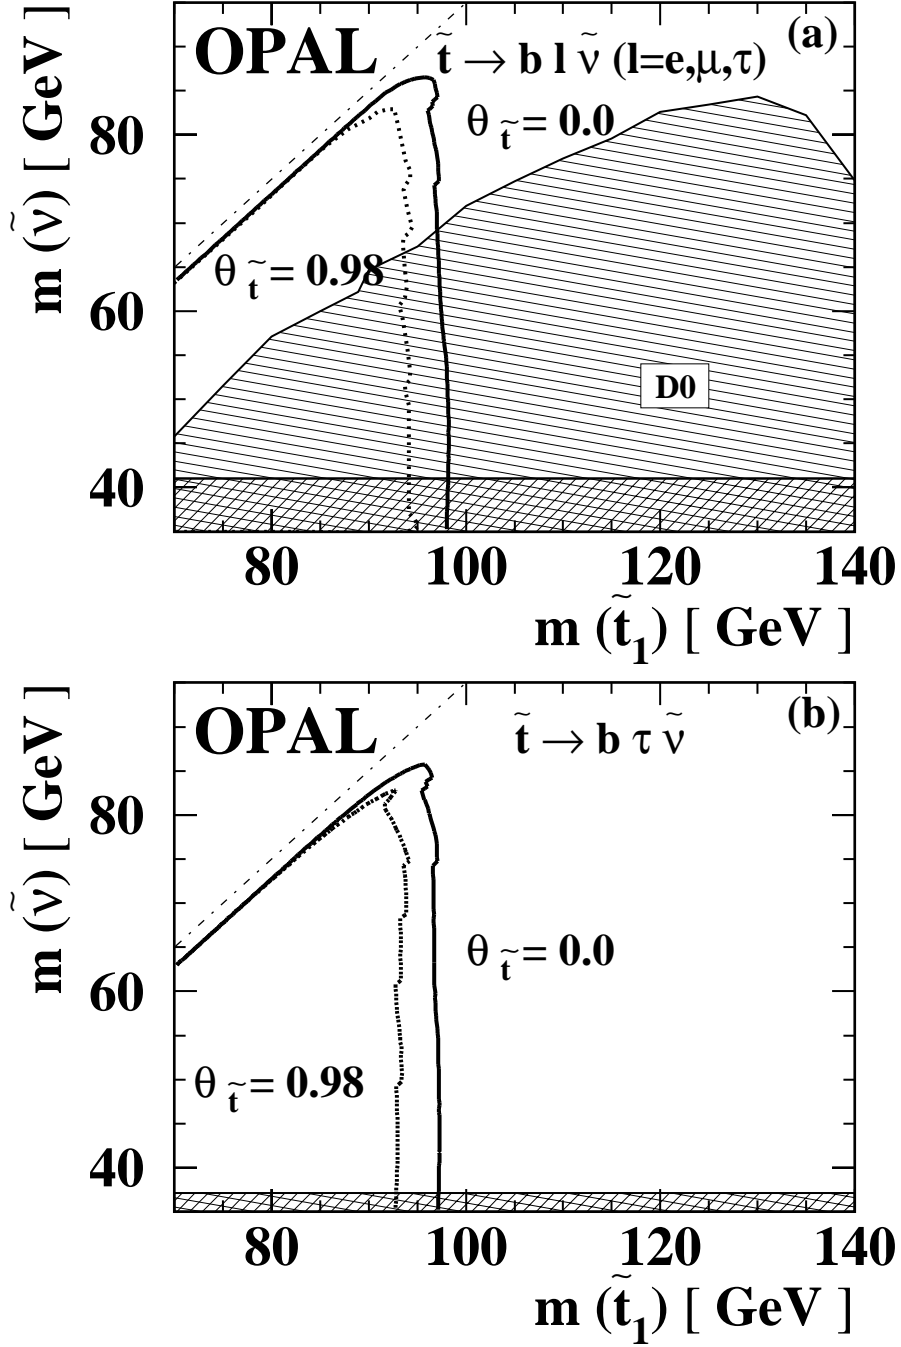 OPAL
(a)
t̃ → b l ν̃ (l=e,μ,τ)
θ t̃ = 0.0
θ t̃ = 0.98
D0
m (ν̃) [ GeV ]
80
60
40
80 100 120 140
m (t̃₁) [ GeV ]
OPAL
(b)
t̃ → b τ ν̃
θ t̃ = 0.0
θ t̃ = 0.98
m (ν̃) [ GeV ]
80
60
40
80 100 120 140
m (t̃₁) [ GeV ]